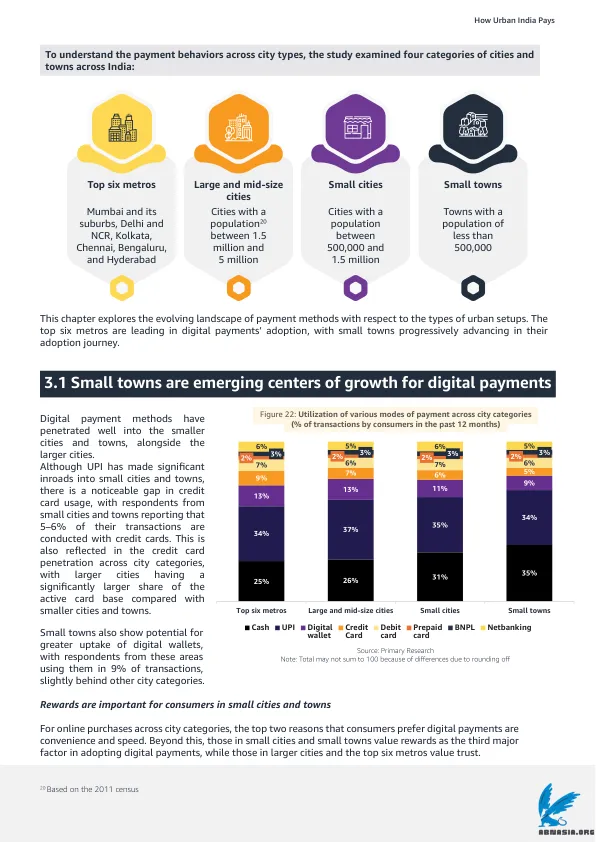 How Urban India Pays
To understand the payment behaviors across city types, the study examined four categories of cities and
towns across India:
Top six metros
Mumbai and its
suburbs, Delhi and
NCR, Kolkata,
Chennai, Bengaluru,
and Hyderabad
Large and mid-size
cities
Cities with a
population20
between 1.5
million and
5 million
Small cities
Cities with a
population
between
500,000 and
1.5 million
Small towns
Towns with a
population of
less than
500,000
This chapter explores the evolving landscape of payment methods with respect to the types of urban setups. The
top six metros are leading in digital payments' adoption, with small towns progressively advancing in their
adoption journey.
3.1 Small towns are emerging centers of growth for digital payments
Digital payment methods have
penetrated well into the smaller
cities and towns, alongside the
larger cities.
Although UPI has made significant
inroads into small cities and towns,
there is a noticeable gap in credit
card usage, with respondents from
small cities and towns reporting that
5–6% of their transactions are
conducted with credit cards. This is
also reflected in the credit card
penetration across city categories,
with larger cities having a
significantly larger share of the
active card base compared with
smaller cities and towns.
Small towns also show potential for
greater uptake of digital wallets,
with respondents from these areas
using them in 9% of transactions,
slightly behind other city categories.
Figure 22: Utilization of various modes of payment across city categories
(% of transactions by consumers in the past 12 months)
6% 5% 6% 5%
2% 3% 2% 3% 2% 3% 2% 3%
7% 6% 7% 6%
9% 7% 6% 5%
13% 13% 11% 9%
34% 37% 35% 34%
25% 26% 31% 35%
Top six metros Large and mid-size cities Small cities Small towns
Cash UPI Digital wallet Credit Card Debit card Prepaid card BNPL Netbanking
Source: Primary Research
Note: Total may not sum to 100 because of differences due to rounding off
Rewards are important for consumers in small cities and towns
For online purchases across city categories, the top two reasons that consumers prefer digital payments are
convenience and speed. Beyond this, those in small cities and small towns value rewards as the third major
factor in adopting digital payments, while those in larger cities and the top six metros value trust.
20 Based on the 2011 census
ABNASIA.ORG